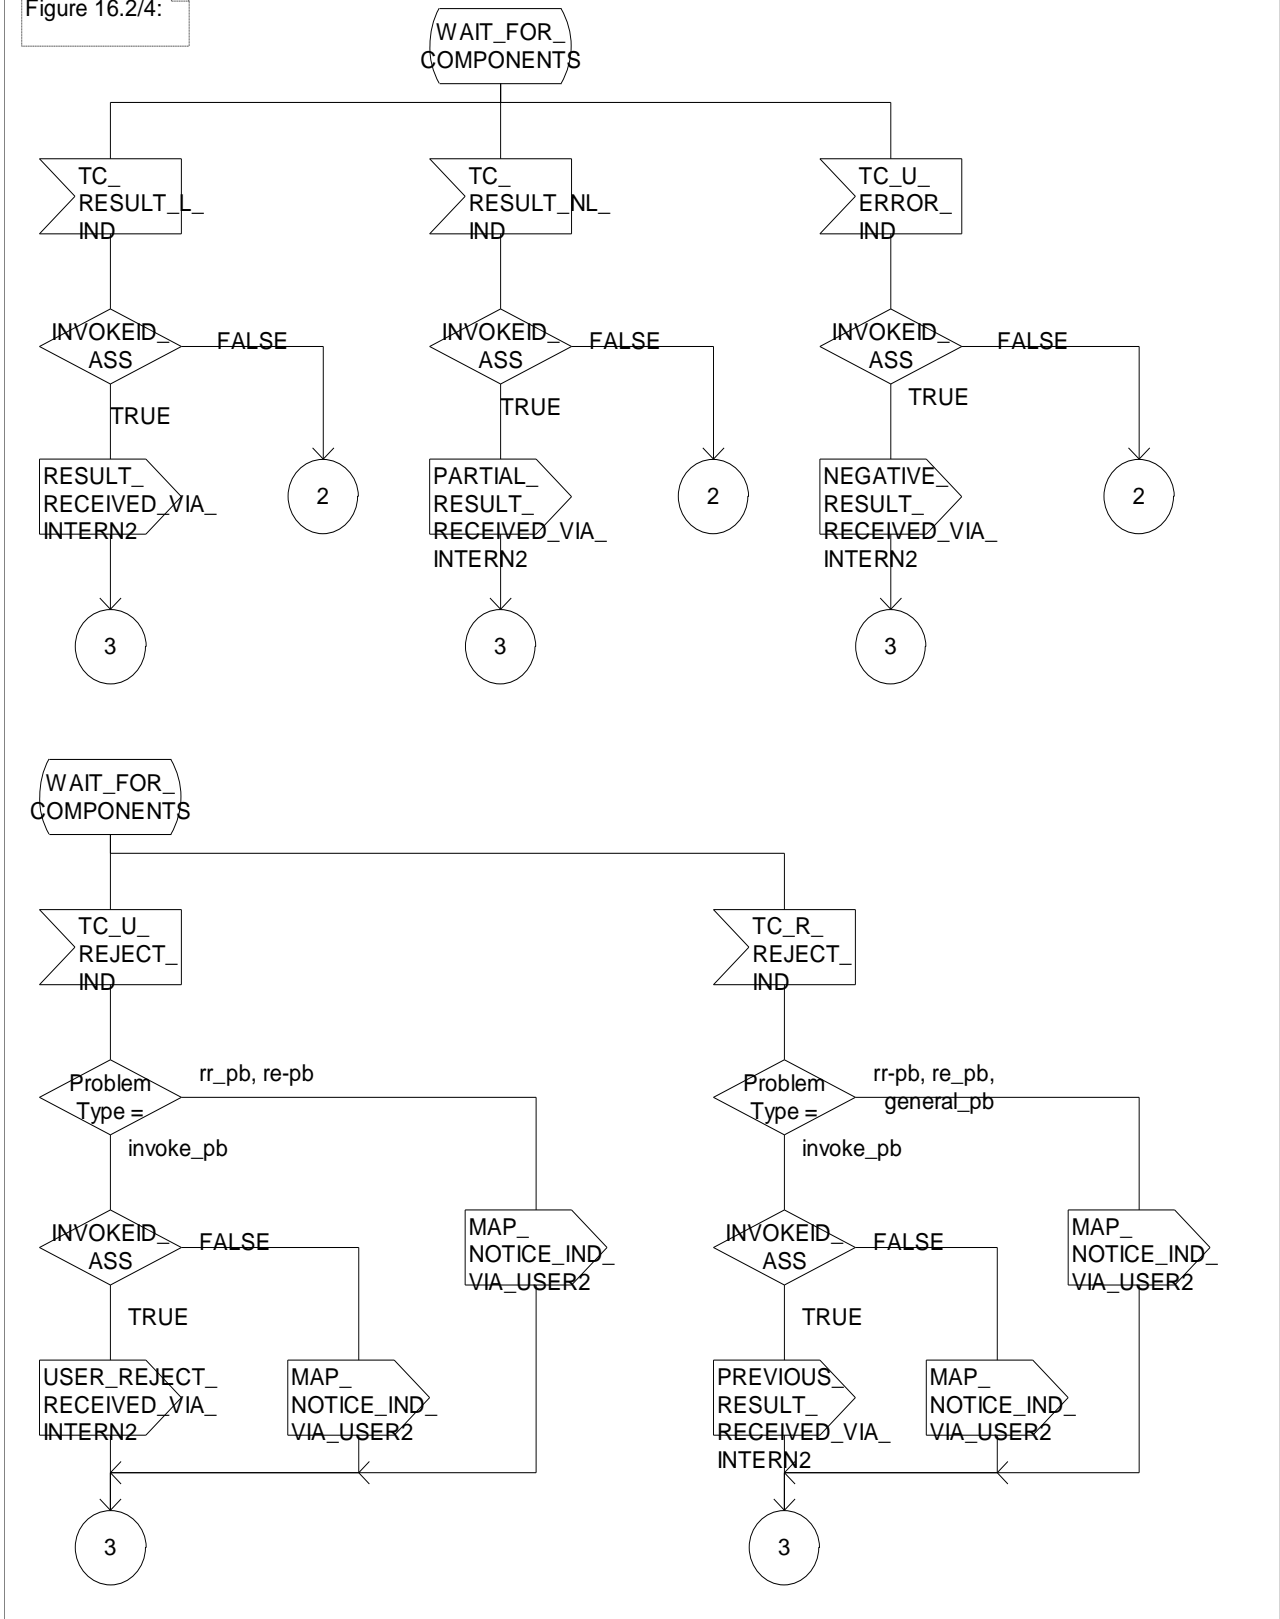 Figure 16.2/4:
WAIT_FOR_
COMPONENTS
TC_
RESULT_L_
IND
TC_
RESULT_NL_
IND
TC_U_
ERROR_
IND
INVOKEID_
ASS
FALSE
TRUE
INVOKEID_
ASS
FALSE
TRUE
INVOKEID_
ASS
FALSE
TRUE
RESULT_
RECEIVED_VIA_
INTERN2
2
PARTIAL_
RESULT_
RECEIVED_VIA_
INTERN2
2
NEGATIVE_
RESULT_
RECEIVED_VIA_
INTERN2
2
3
3
3
WAIT_FOR_
COMPONENTS
TC_U_
REJECT_
IND
TC_R_
REJECT_
IND
Problem
Type =
rr_pb, re-pb
invoke_pb
Problem
Type =
rr-pb, re_pb,
general_pb
invoke_pb
INVOKEID_
ASS
FALSE
TRUE
MAP_
NOTICE_IND_
VIA_USER2
INVOKEID_
ASS
FALSE
TRUE
MAP_
NOTICE_IND_
VIA_USER2
USER_REJECT_
RECEIVED_VIA_
INTERN2
MAP_
NOTICE_IND_
VIA_USER2
PREVIOUS_
RESULT_
RECEIVED_VIA_
INTERN2
MAP_
NOTICE_IND_
VIA_USER2
3
3